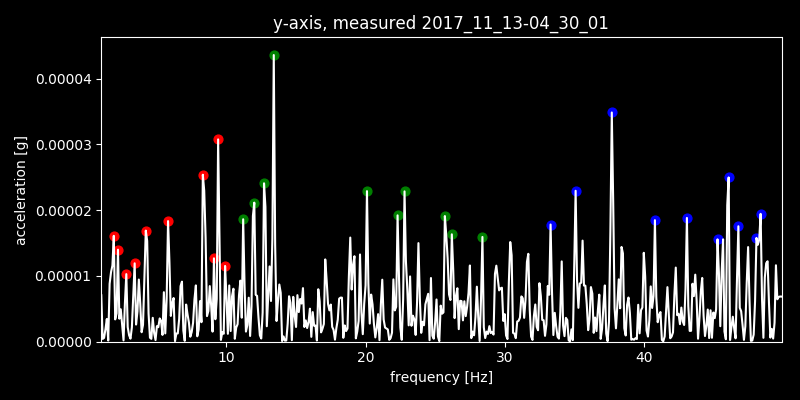 y-axis, measured 2017_11_13-04_30_01
0.00004
0.00003
0.00002
0.00001
0.00000
acceleration [g]
10 20 30 40
frequency [Hz]